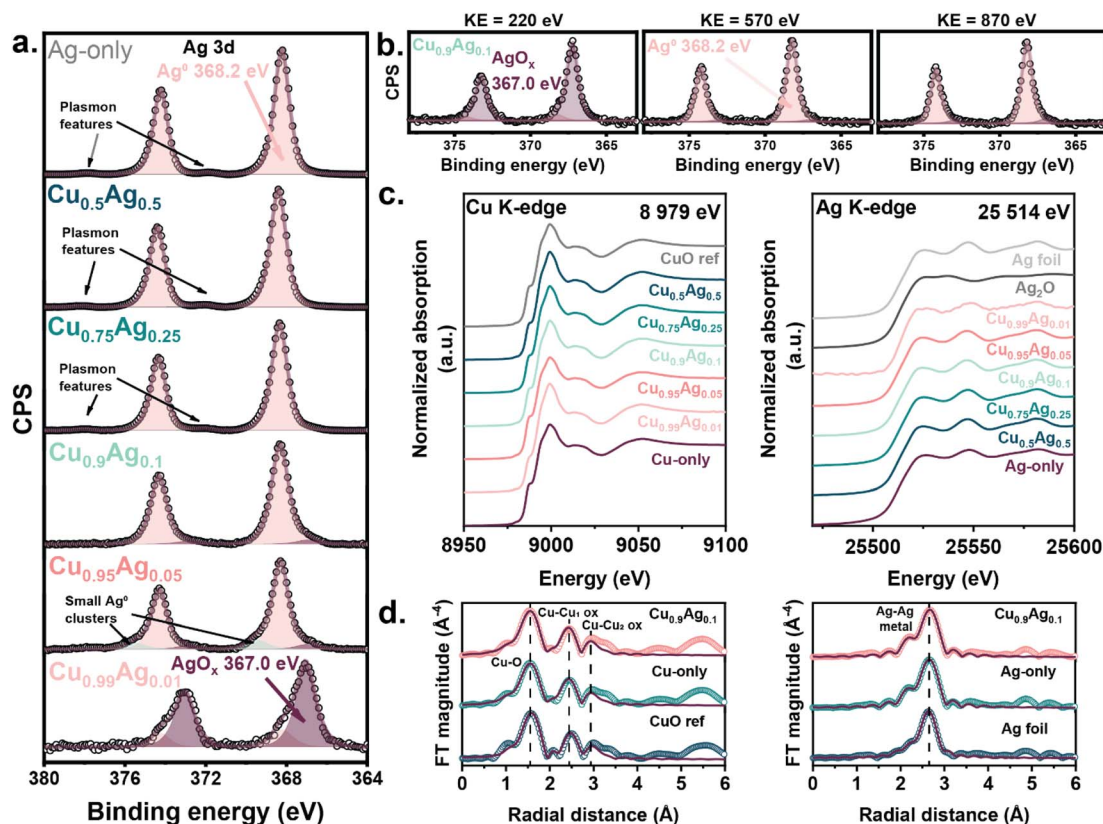 a.
Ag-only
Ag 3d
Ag⁰ 368.2 eV
Plasmon
features
Cu₀.₅Ag₀.₅
Plasmon
features
Cu₀.₇₅Ag₀.₂₅
Plasmon
features
Cu₀.₉Ag₀.₁
Cu₀.₉₅Ag₀.₀₅
Small Ag⁰
clusters
AgOₓ 367.0 eV
Cu₀.₉₉Ag₀.₀₁
CPS
380 376 372 368 364
Binding energy (eV)
b.
KE = 220 eV
KE = 570 eV
KE = 870 eV
Cu₀.₉Ag₀.₁
AgOₓ
367.0 eV
Ag⁰ 368.2 eV
CPS
375 370 365
375 370 365
375 370 365
Binding energy (eV)
Binding energy (eV)
Binding energy (eV)
c.
Cu K-edge
8 979 eV
CuO ref
Cu₀.₅Ag₀.₅
Cu₀.₇₅Ag₀.₂₅
Cu₀.₉Ag₀.₁
Cu₀.₉₅Ag₀.₀₅
Cu₀.₉₉Ag₀.₀₁
Cu-only
Normalized absorption
(a.u.)
8950 9000 9050 9100
Energy (eV)
Ag K-edge
25 514 eV
Ag foil
Ag₂O
Cu₀.₉₉Ag₀.₀₁
Cu₀.₉₅Ag₀.₀₅
Cu₀.₉Ag₀.₁
Cu₀.₇₅Ag₀.₂₅
Cu₀.₅Ag₀.₅
Ag-only
Normalized absorption
(a.u.)
25500 25550 25600
Energy (eV)
d.
Cu-Cu₁ ox
Cu-Cu₂ ox
Cu₀.₉Ag₀.₁
Cu-O
Cu-only
CuO ref
FT magnitude (Å⁻⁴)
0 1 2 3 4 5 6
Radial distance (Å)
Ag-Ag
metal
Cu₀.₉Ag₀.₁
Ag-only
Ag foil
FT magnitude (Å⁻⁴)
0 1 2 3 4 5 6
Radial distance (Å)